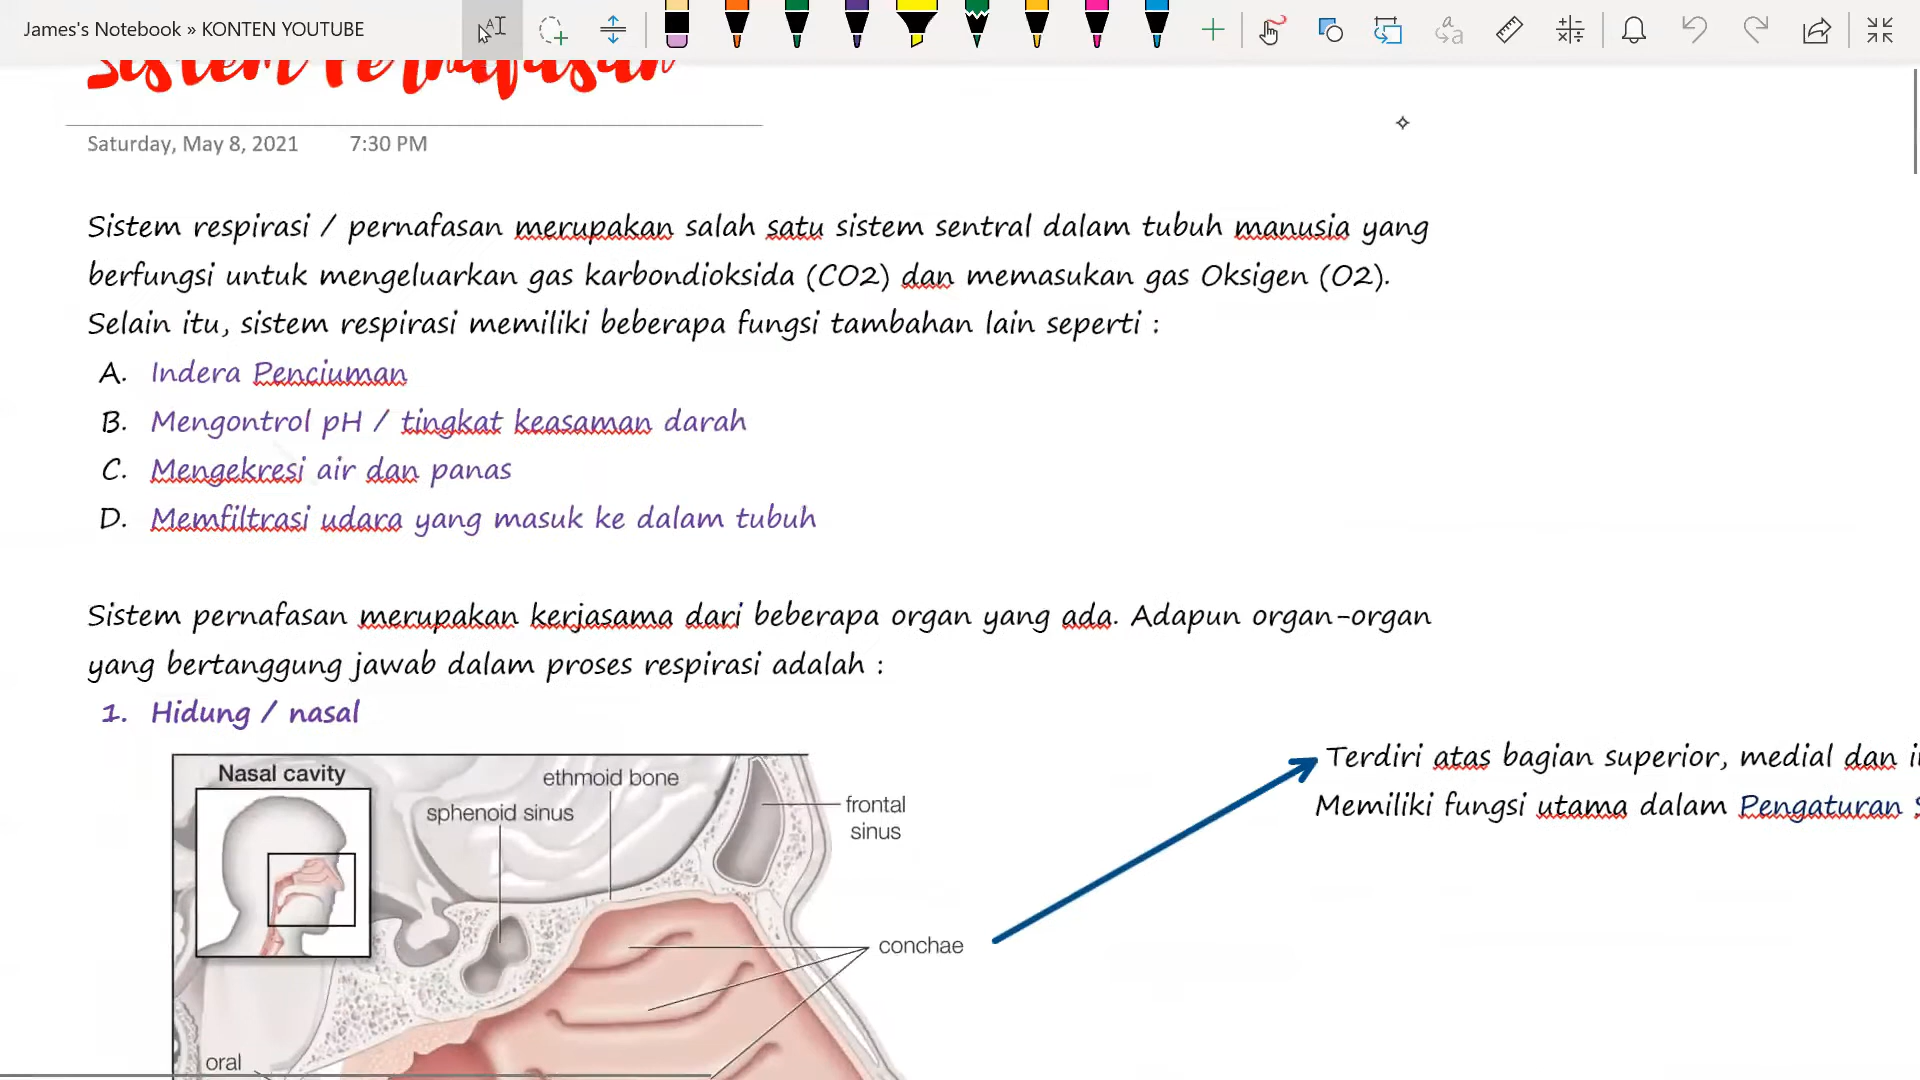 James's Notebook » KONTEN YOUTUBE
Sistem Pernafasan
Saturday, May 8, 2021 7:30 PM
Sistem respirasi / pernafasan merupakan salah satu sistem sentral dalam tubuh manusia yang
berfungsi untuk mengeluarkan gas karbondioksida (CO2) dan memasukan gas Oksigen (O2).
Selain itu, sistem respirasi memiliki beberapa fungsi tambahan lain seperti :
A. Indera Penciuman
B. Mengontrol pH / tingkat keasaman darah
C. Mengekresi air dan panas
D. Memfiltrasi udara yang masuk ke dalam tubuh
Sistem pernafasan merupakan kerjasama dari beberapa organ yang ada. Adapun organ-organ
yang bertanggung jawab dalam proses respirasi adalah :
1. Hidung / nasal
Terdiri atas bagian superior, medial dan
Memiliki fungsi utama dalam Pengaturan
Nasal cavity
ethmoid bone
sphenoid sinus
frontal
sinus
conchae
oral